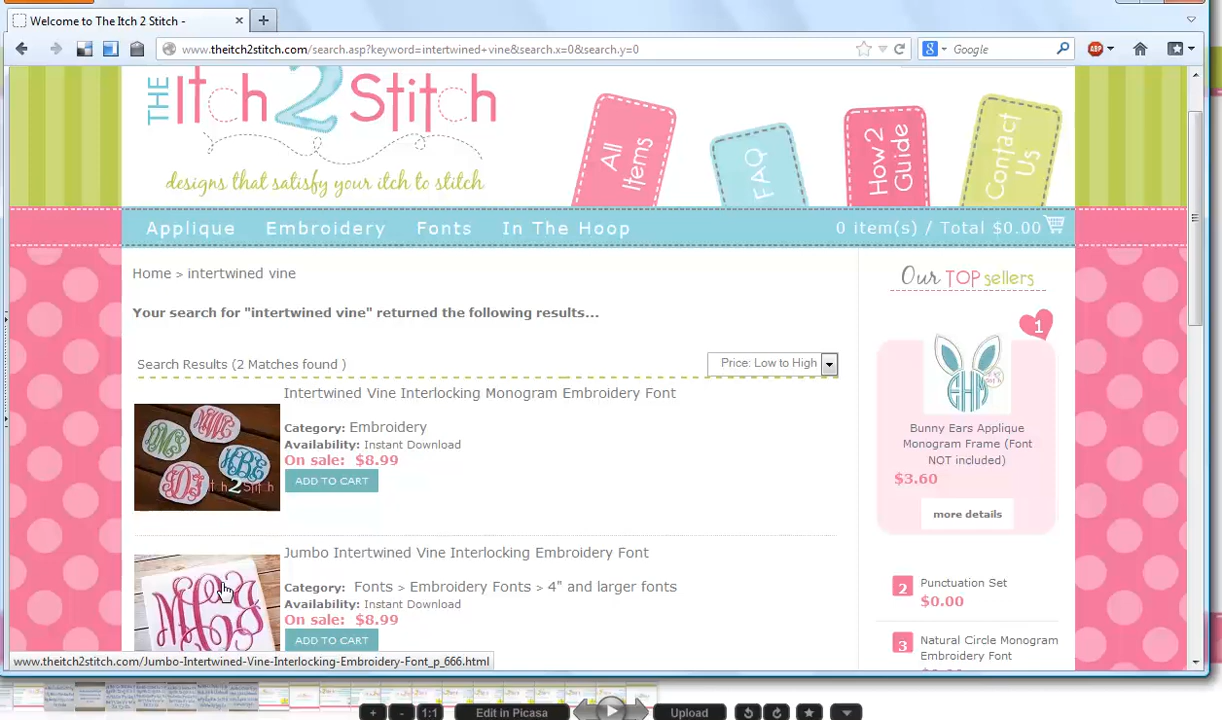 Welcome to The Itch 2 Stitch -
www.theitch2stitch.com/search.asp?keyword=intertwined+vine&search.x=0&search.y=0
Google
ABP
THE Itch 2 Stitch
designs that satisfy your itch to stitch
All Items
FAQ
How 2 Guide
Contact Us
Applique Embroidery Fonts In The Hoop
0 item(s) / Total $0.00
Home > intertwined vine
Your search for "intertwined vine" returned the following results...
Search Results (2 Matches found )
Price: Low to High
Intertwined Vine Interlocking Monogram Embroidery Font
Category: Embroidery
Availability: Instant Download
On sale: $8.99
ADD TO CART
Jumbo Intertwined Vine Interlocking Embroidery Font
Category: Fonts > Embroidery Fonts > 4" and larger fonts
Availability: Instant Download
On sale: $8.99
ADD TO CART
Our TOP sellers
1
Bunny Ears Applique
Monogram Frame (Font
NOT included)
$3.60
more details
2 Punctuation Set
$0.00
3 Natural Circle Monogram
Embroidery Font
www.theitch2stitch.com/Jumbo-Intertwined-Vine-Interlocking-Embroidery-Font_p_666.html
+ - 1:1 Edit in Picasa Upload